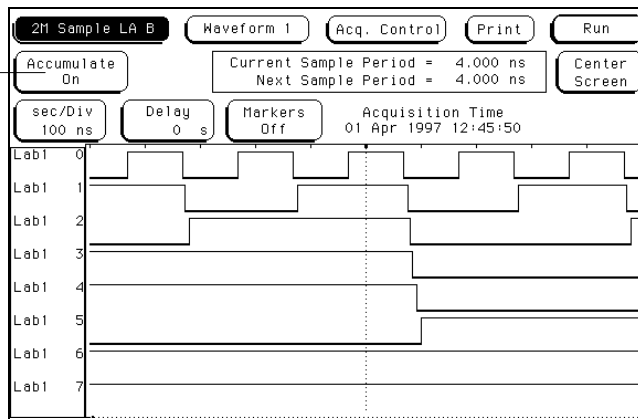 2M Sample LA B
Waveform 1
Acq. Control
Print
Run
Accumulate
On
Current Sample Period = 4.000 ns
Next Sample Period = 4.000 ns
Center
Screen
sec/Div
100 ns
Delay
0 s
Markers
Off
Acquisition Time
01 Apr 1997 12:45:50
Lab1 0
Lab1 1
Lab1 2
Lab1 3
Lab1 4
Lab1 5
Lab1 6
Lab1 7